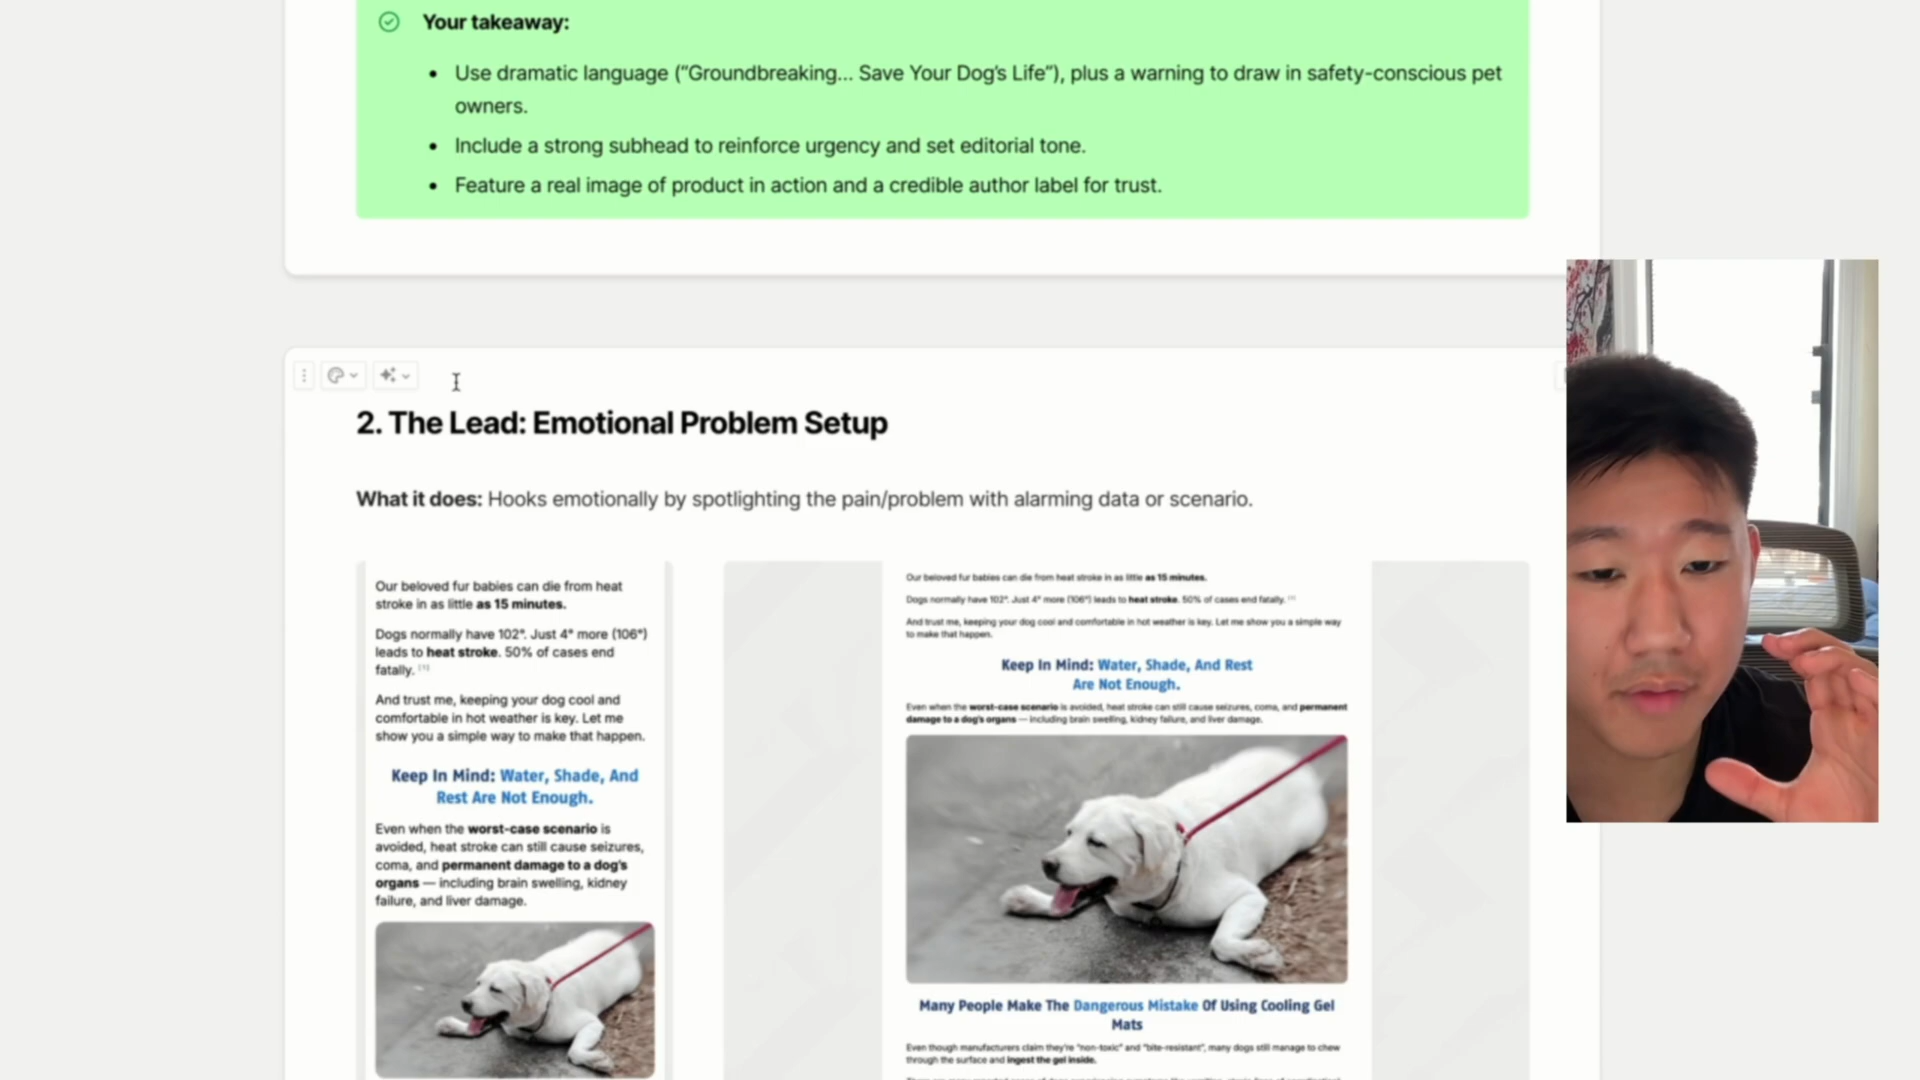 Your takeaway:
• Use dramatic language (“Groundbreaking... Save Your Dog’s Life”), plus a warning to draw in safety-conscious pet
owners.
• Include a strong subhead to reinforce urgency and set editorial tone.
• Feature a real image of product in action and a credible author label for trust.
2. The Lead: Emotional Problem Setup
What it does: Hooks emotionally by spotlighting the pain/problem with alarming data or scenario.
Our beloved fur babies can die from heat
stroke in as little as 15 minutes.
Dogs normally have 102°. Just 4° more (106°)
leads to heat stroke. 50% of cases end
fatally. [1]
And trust me, keeping your dog cool and
comfortable in hot weather is key. Let me
show you a simple way to make that happen.
Keep In Mind: Water, Shade, And
Rest Are Not Enough.
Even when the worst-case scenario is
avoided, heat stroke can still cause seizures,
coma, and permanent damage to a dog's
organs — including brain swelling, kidney
failure, and liver damage.
Our beloved fur babies can die from heat stroke in as little as 15 minutes.
Dogs normally have 102°. Just 4° more (106°) leads to heat stroke. 50% of cases end fatally. [1]
And trust me, keeping your dog cool and comfortable in hot weather is key. Let me show you a simple way
to make that happen.
Keep In Mind: Water, Shade, And Rest
Are Not Enough.
Even when the worst-case scenario is avoided, heat stroke can still cause seizures, coma, and permanent
damage to a dog's organs — including brain swelling, kidney failure, and liver damage.
Many People Make The Dangerous Mistake Of Using Cooling Gel
Mats
Even though manufacturers claim they're "non-toxic" and "bite-resistant", many dogs still manage to chew
through the surface and ingest the gel inside.